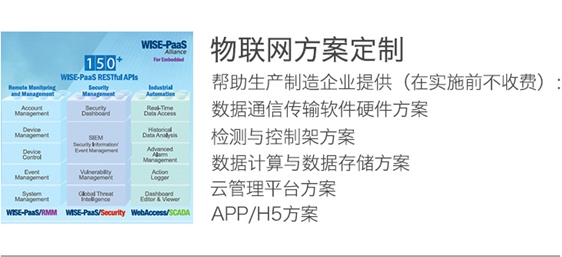 150+
WISE-PaaS RESTful APIs
WISE-PaaS
Alliance
For Embedded
Remote Monitoring
and Management
Account
Management
Device
Management
Device
Control
Event
Management
System
Management
WISE-PaaS/RMM
Security
Management
Security
Dashboard
SIEM
Security Information/
Event Management
Vulnerability
Management
Global Threat
Intelligence
WISE-PaaS/Security
Industrial
Automation
Real-Time
Data Access
Historical
Data Analysis
Advanced
Alarm
Management
Action
Logger
Dashboard
Editor & Viewer
WebAccess/SCADA
物联网方案定制
帮助生产制造企业提供（在实施前不收费）:
数据通信传输软件硬件方案
检测与控制架方案
数据计算与数据存储方案
云管理平台方案
APP/H5方案